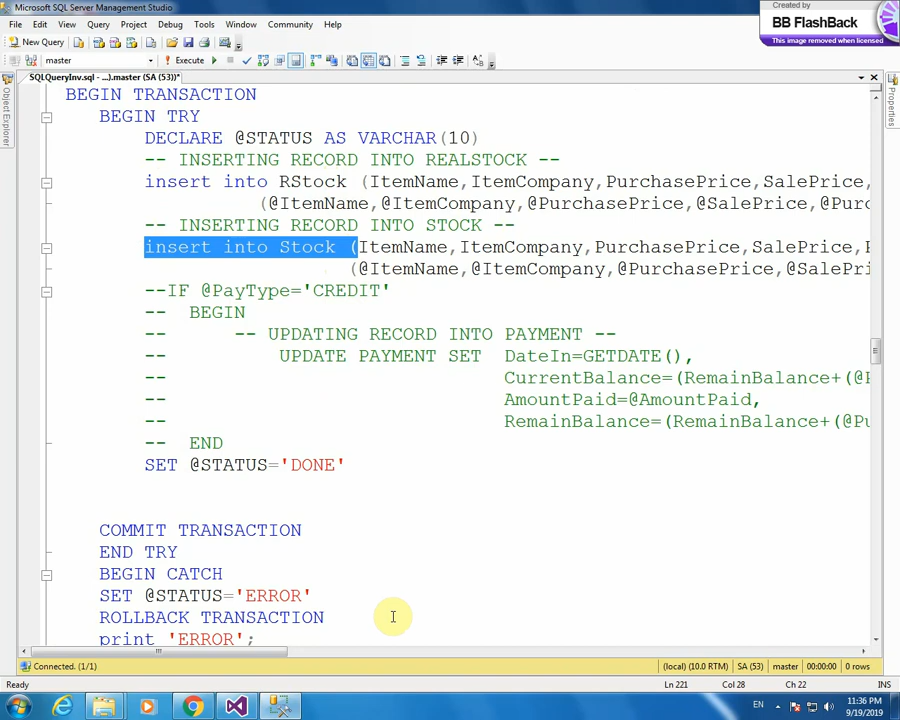 Microsoft SQL Server Management Studio
Created by
BB FlashBack
This image removed when licensed
File Edit View Query Project Debug Tools Window Community Help
New Query
master Execute
SQLQueryInv.sql - ...).master (SA (53))*
Object Explorer
Properties
BEGIN TRANSACTION
BEGIN TRY
DECLARE @STATUS AS VARCHAR(10)
-- INSERTING RECORD INTO REALSTOCK --
insert into RStock (ItemName,ItemCompany,PurchasePrice,SalePrice,
(@ItemName,@ItemCompany,@PurchasePrice,@SalePrice,@Purc
-- INSERTING RECORD INTO STOCK --
insert into Stock (ItemName,ItemCompany,PurchasePrice,SalePrice,P
(@ItemName,@ItemCompany,@PurchasePrice,@SalePri
--IF @PayType='CREDIT'
-- BEGIN
-- -- UPDATING RECORD INTO PAYMENT --
-- UPDATE PAYMENT SET DateIn=GETDATE(),
-- CurrentBalance=(RemainBalance+(@P
-- AmountPaid=@AmountPaid,
-- RemainBalance=(RemainBalance+(@Pu
-- END
SET @STATUS='DONE'
COMMIT TRANSACTION
END TRY
BEGIN CATCH
SET @STATUS='ERROR'
ROLLBACK TRANSACTION
print 'ERROR';
Connected. (1/1) (local) (10.0 RTM) SA (53) master 00:00:00 0 rows
Ready Ln 221 Col 28 Ch 22 INS
EN 11:36 PM
9/19/2019